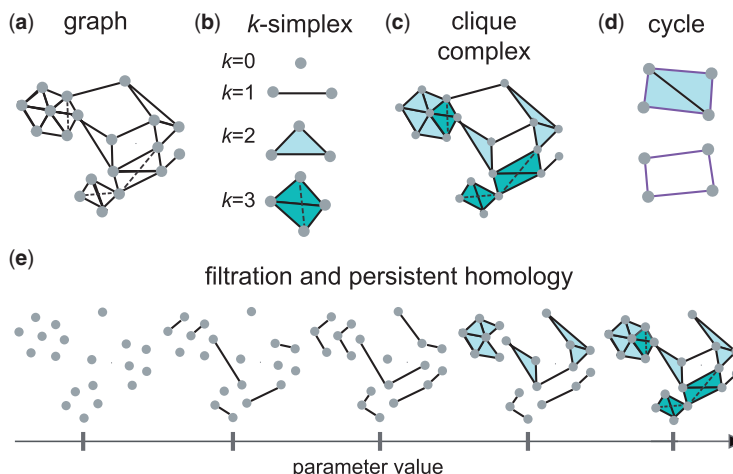 (a) graph
(b) k-simplex
k=0
k=1
k=2
k=3
(c) clique
complex
(d) cycle
(e)
filtration and persistent homology
parameter value